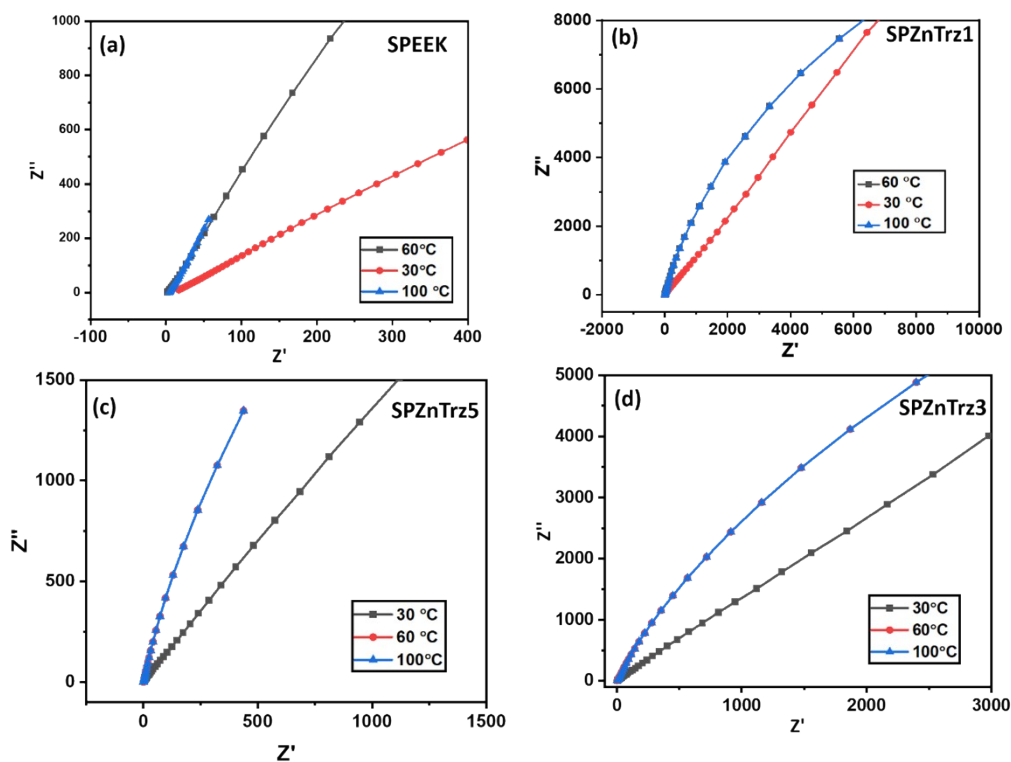 (a)
SPEEK
1000
800
600
400
200
0
Z''
-100 0 100 200 300 400
Z'
60°C
30°C
100 °C
(b)
SPZnTrz1
8000
6000
4000
2000
0
Z''
-2000 0 2000 4000 6000 8000 10000
Z'
60 °C
30 °C
100 °C
(c)
SPZnTrz5
1500
1000
500
0
Z''
0 500 1000 1500
Z'
30 °C
60 °C
100°C
(d)
SPZnTrz3
5000
4000
3000
2000
1000
0
Z''
0 1000 2000 3000
Z'
30°C
60°C
100°C